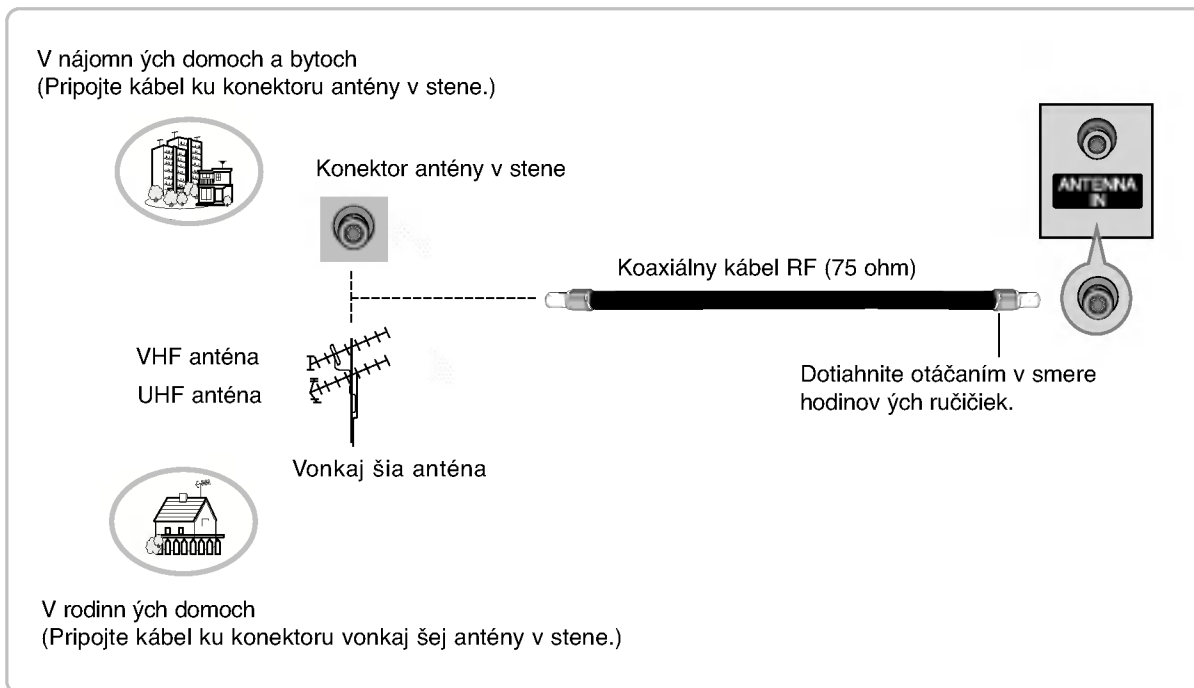 V nájomn ých domoch a bytoch
(Pripojte kábel ku konektoru antény v stene.)
Konektor antény v stene
ANTENNA
IN
Koaxiálny kábel RF (75 ohm)
VHF anténa
UHF anténa
Dotiahnite otáčaním v smere
hodinov ých ručičiek.
Vonkaj šia anténa
V rodinn ých domoch
(Pripojte kábel ku konektoru vonkaj šej antény v stene.)